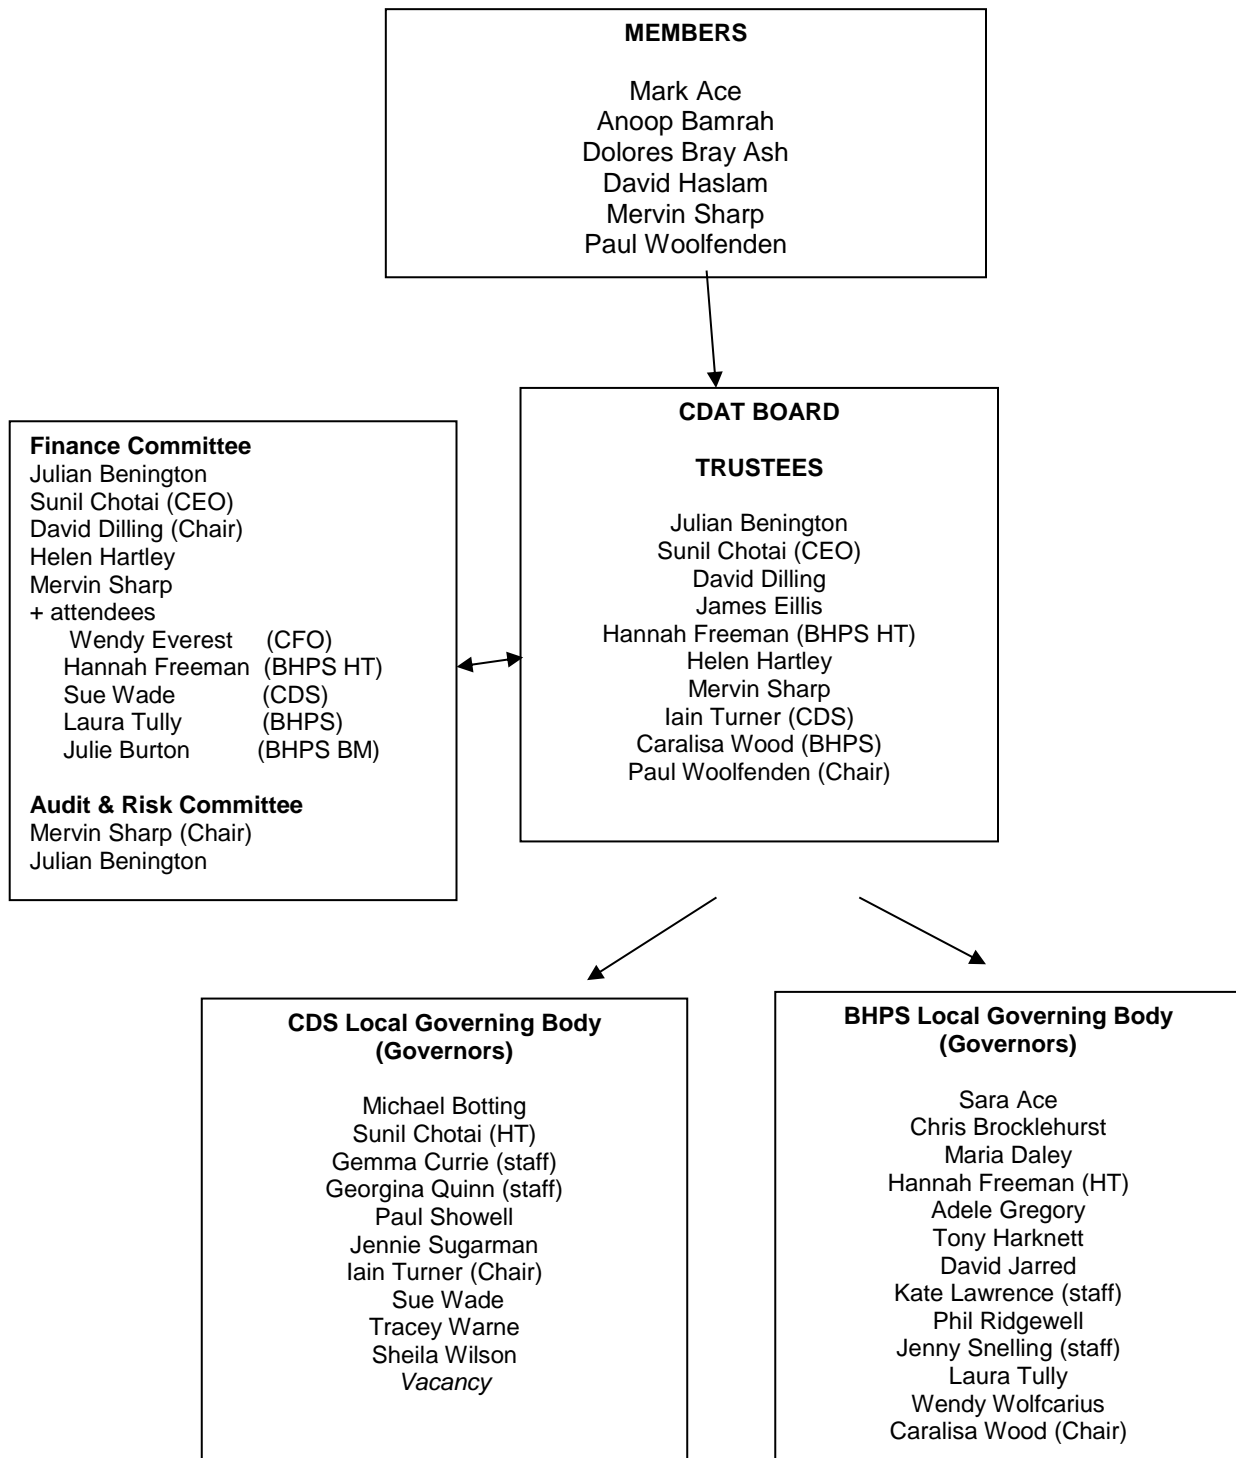 MEMBERS
Mark Ace
Anoop Bamrah
Dolores Bray Ash
David Haslam
Mervin Sharp
Paul Woolfenden
CDAT BOARD
TRUSTEES
Julian Benington
Sunil Chotai (CEO)
David Dilling
James Eillis
Hannah Freeman (BHPS HT)
Helen Hartley
Mervin Sharp
Iain Turner (CDS)
Caralisa Wood (BHPS)
Paul Woolfenden (Chair)
Finance Committee
Julian Benington
Sunil Chotai (CEO)
David Dilling (Chair)
Helen Hartley
Mervin Sharp
+ attendees
Wendy Everest (CFO)
Hannah Freeman (BHPS HT)
Sue Wade (CDS)
Laura Tully (BHPS)
Julie Burton (BHPS BM)
Audit & Risk Committee
Mervin Sharp (Chair)
Julian Benington
CDS Local Governing Body
(Governors)
Michael Botting
Sunil Chotai (HT)
Gemma Currie (staff)
Georgina Quinn (staff)
Paul Showell
Jennie Sugarman
Iain Turner (Chair)
Sue Wade
Tracey Warne
Sheila Wilson
Vacancy
BHPS Local Governing Body
(Governors)
Sara Ace
Chris Brocklehurst
Maria Daley
Hannah Freeman (HT)
Adele Gregory
Tony Harknett
David Jarred
Kate Lawrence (staff)
Phil Ridgewell
Jenny Snelling (staff)
Laura Tully
Wendy Wolfcarius
Caralisa Wood (Chair)